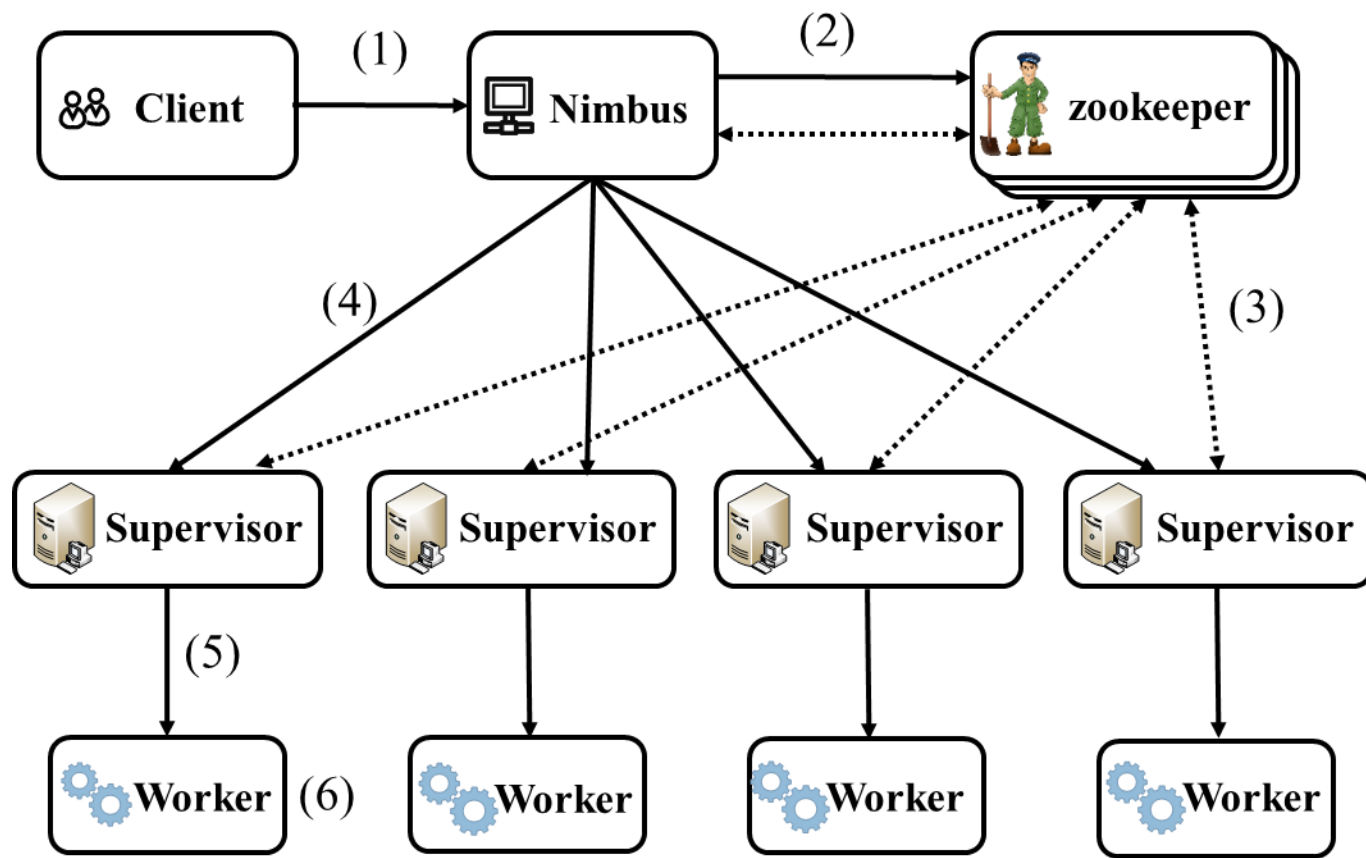 (1)
(2)
Client
Nimbus
zookeeper
(4)
(3)
Supervisor
Supervisor
Supervisor
Supervisor
(5)
Worker
(6)
Worker
Worker
Worker